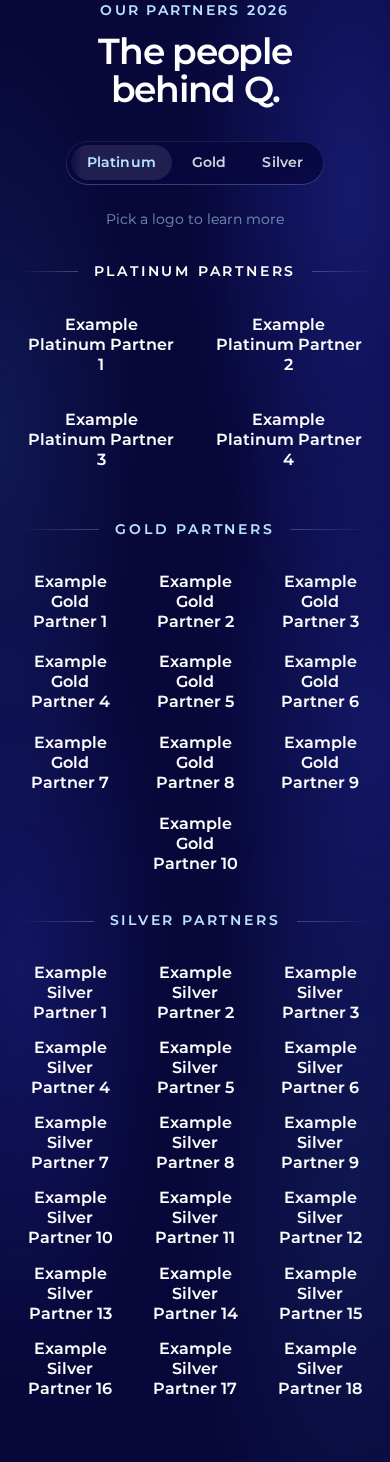 OUR PARTNERS 2026
The people
behind Q.
Platinum Gold Silver
Pick a logo to learn more
PLATINUM PARTNERS
Example
Platinum Partner
1
Example
Platinum Partner
2
Example
Platinum Partner
3
Example
Platinum Partner
4
GOLD PARTNERS
Example
Gold
Partner 1
Example
Gold
Partner 2
Example
Gold
Partner 3
Example
Gold
Partner 4
Example
Gold
Partner 5
Example
Gold
Partner 6
Example
Gold
Partner 7
Example
Gold
Partner 8
Example
Gold
Partner 9
Example
Gold
Partner 10
SILVER PARTNERS
Example
Silver
Partner 1
Example
Silver
Partner 2
Example
Silver
Partner 3
Example
Silver
Partner 4
Example
Silver
Partner 5
Example
Silver
Partner 6
Example
Silver
Partner 7
Example
Silver
Partner 8
Example
Silver
Partner 9
Example
Silver
Partner 10
Example
Silver
Partner 11
Example
Silver
Partner 12
Example
Silver
Partner 13
Example
Silver
Partner 14
Example
Silver
Partner 15
Example
Silver
Partner 16
Example
Silver
Partner 17
Example
Silver
Partner 18